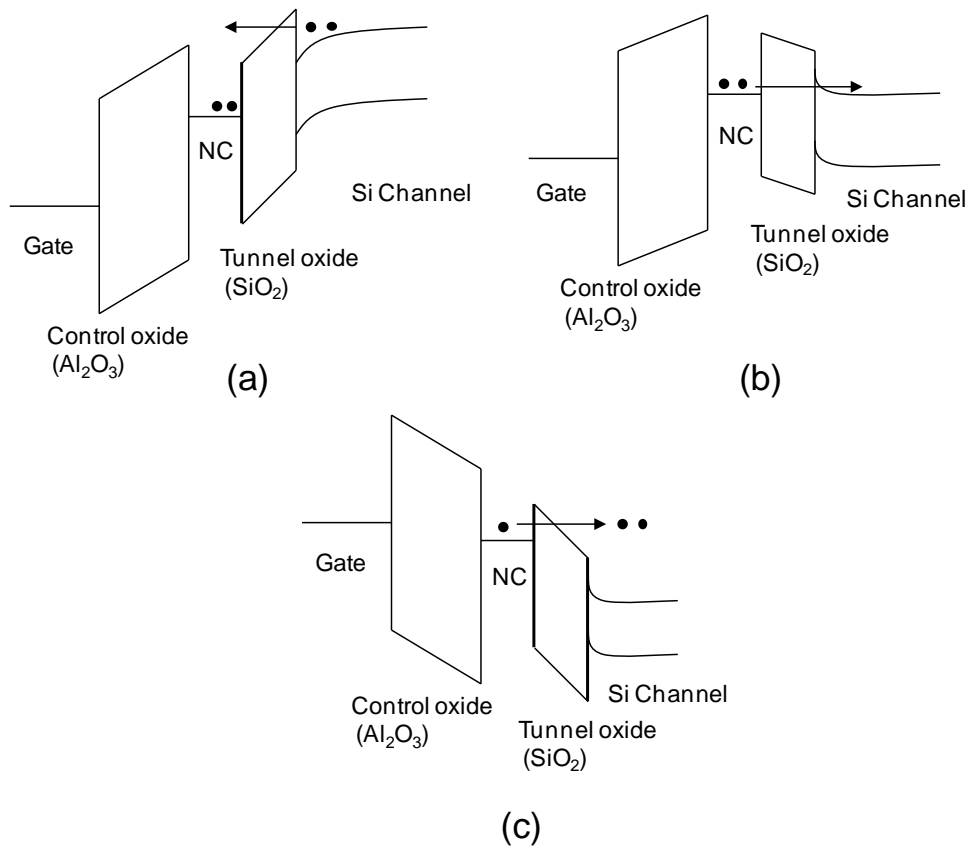 NC
Si Channel
Gate
Tunnel oxide
(SiO₂)
Control oxide
(Al₂O₃)
(a)
NC
Gate
Si Channel
Tunnel oxide
(SiO₂)
Control oxide
(Al₂O₃)
(b)
Gate
NC
Si Channel
Control oxide
(Al₂O₃)
Tunnel oxide
(SiO₂)
(c)